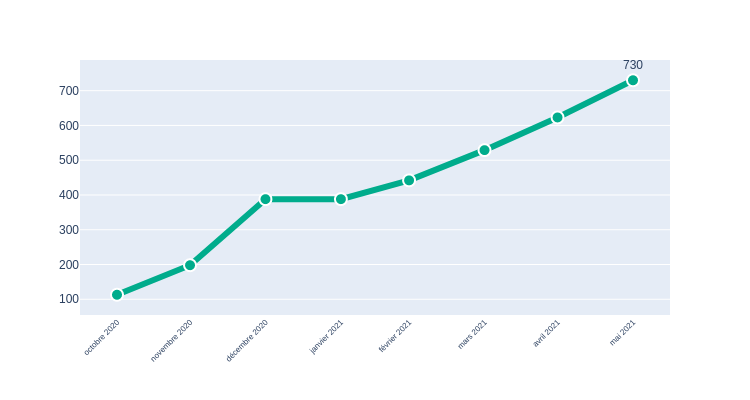 730
700
600
500
400
300
200
100
octobre 2020
novembre 2020
décembre 2020
janvier 2021
février 2021
mars 2021
avril 2021
mai 2021